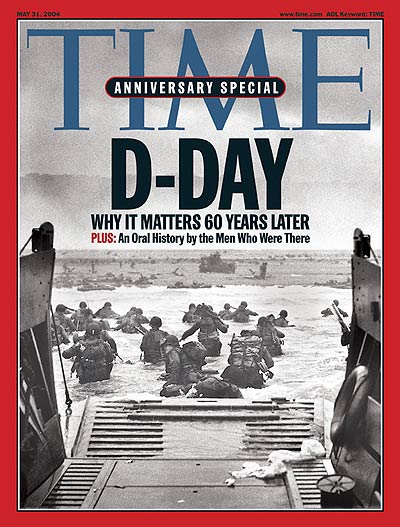 MAY 31, 2004
www.time.com AOL Keyword: TIME
TIME
ANNIVERSARY SPECIAL
D-DAY
WHY IT MATTERS 60 YEARS LATER
PLUS: An Oral History by the Men Who Were There